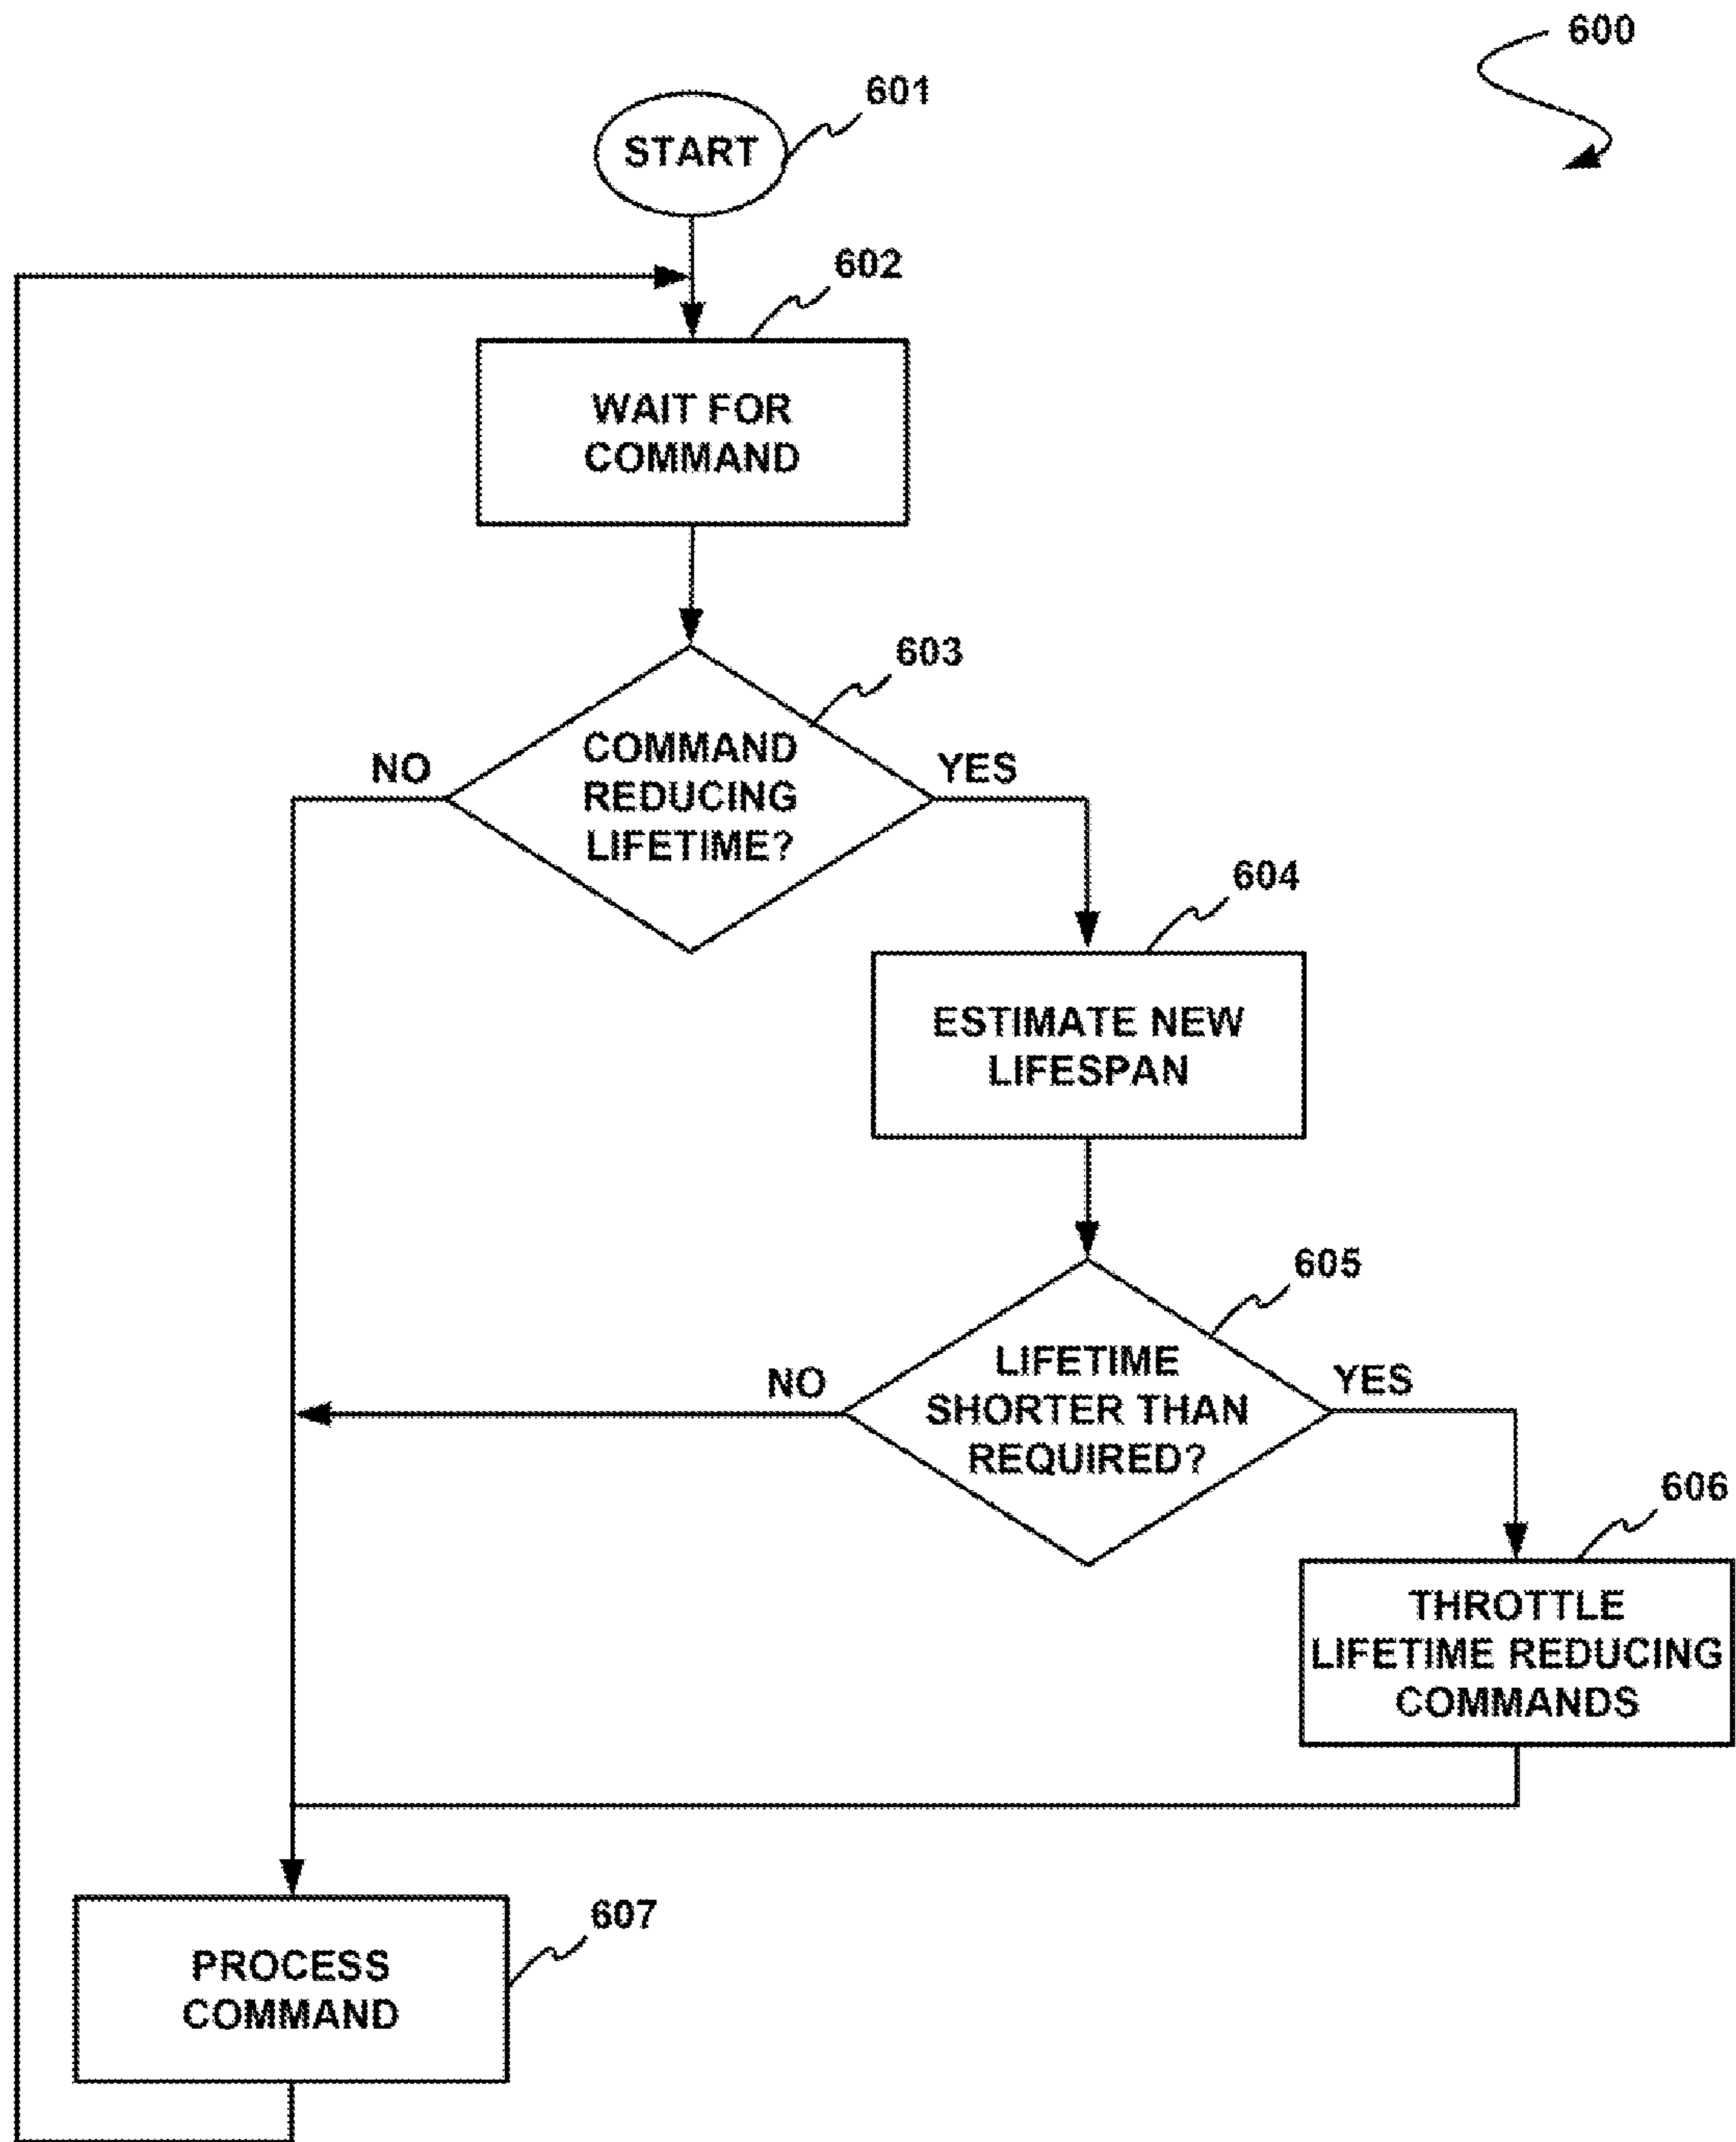 600
601
START
602
WAIT FOR
COMMAND
603
NO
YES
COMMAND
REDUCING
LIFETIME?
604
ESTIMATE NEW
LIFESPAN
605
NO
YES
LIFETIME
SHORTER THAN
REQUIRED?
606
THROTTLE
LIFETIME REDUCING
COMMANDS
607
PROCESS
COMMAND